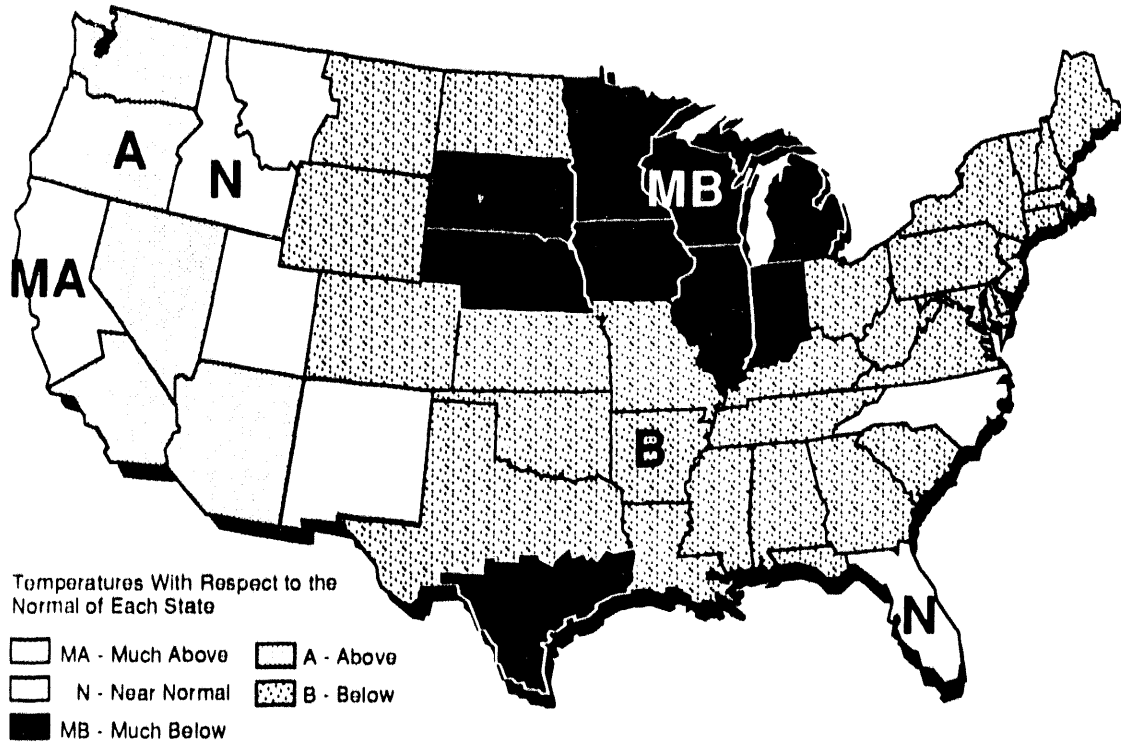 A
N
MB
MA
B
N
Temperatures With Respect to the
Normal of Each State
MA - Much Above
A - Above
N - Near Normal
B - Below
MB - Much Below